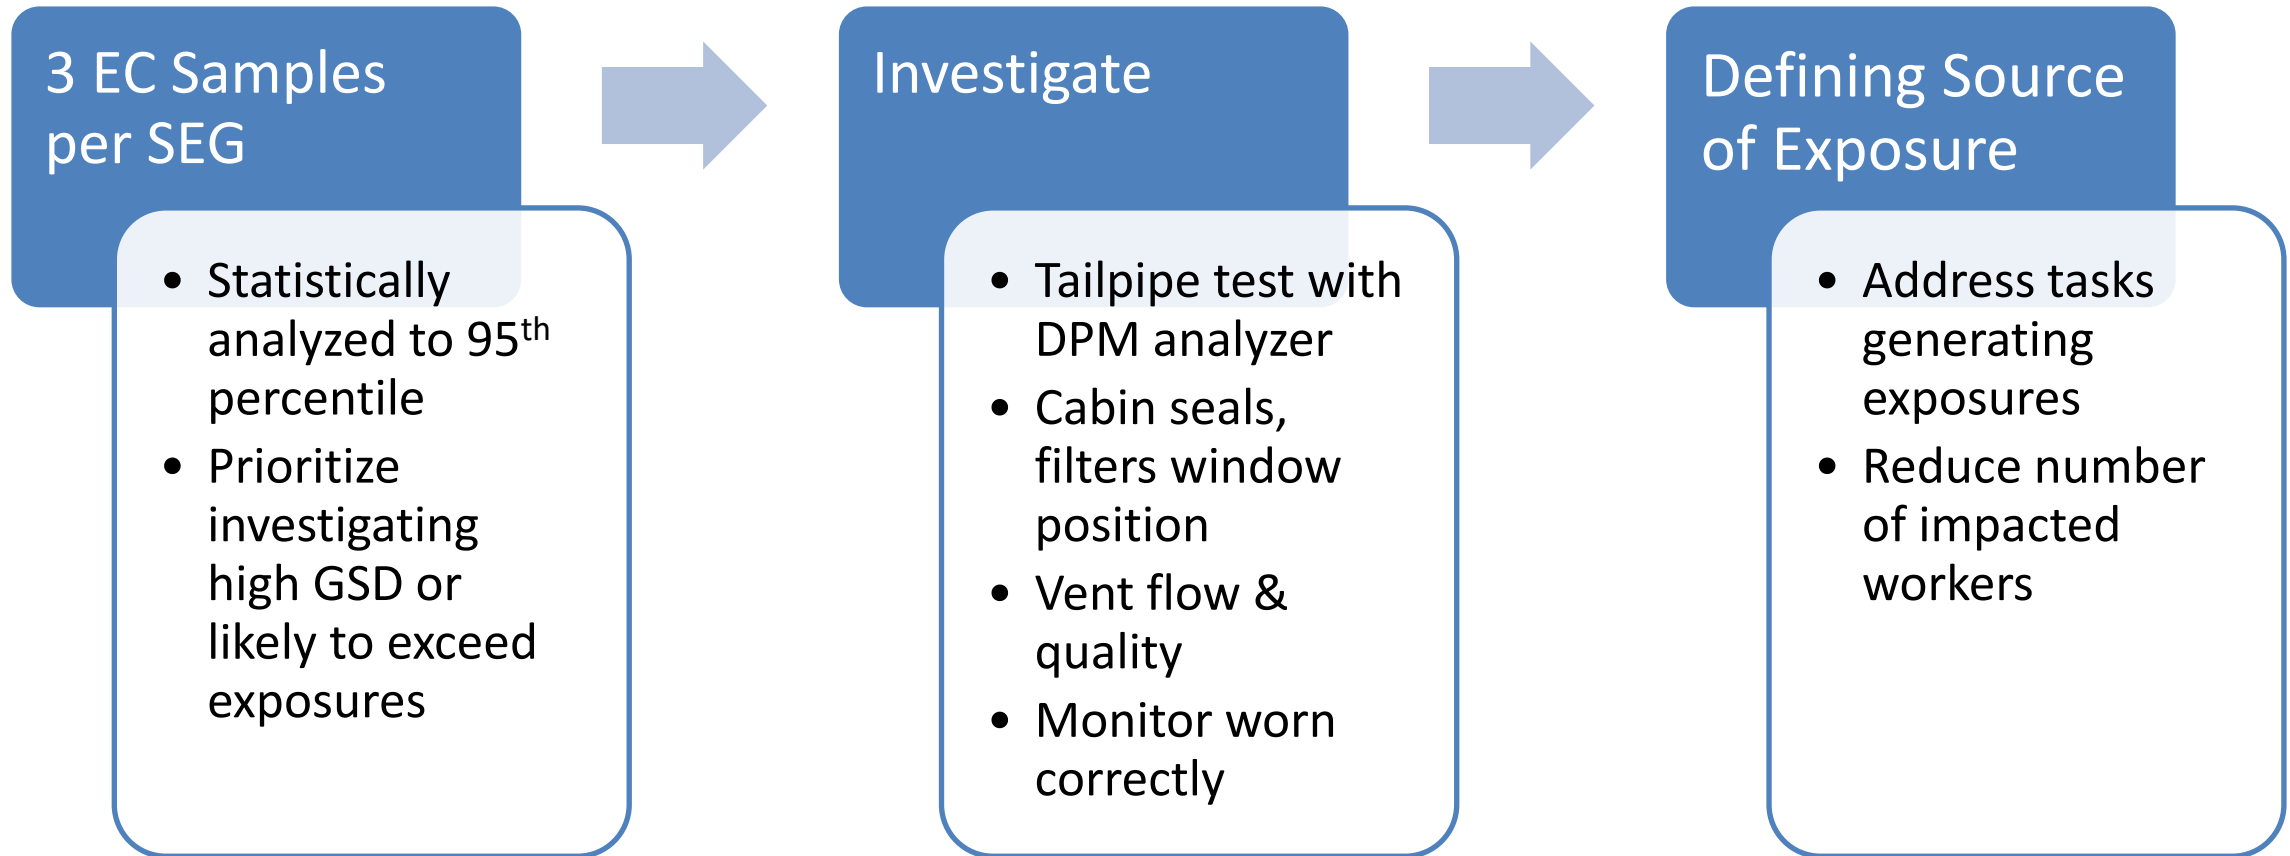 3 EC Samples
per SEG
• Statistically
analyzed to 95th
percentile
• Prioritize
investigating
high GSD or
likely to exceed
exposures
Investigate
• Tailpipe test with
DPM analyzer
• Cabin seals,
filters window
position
• Vent flow &
quality
• Monitor worn
correctly
Defining Source
of Exposure
• Address tasks
generating
exposures
• Reduce number
of impacted
workers